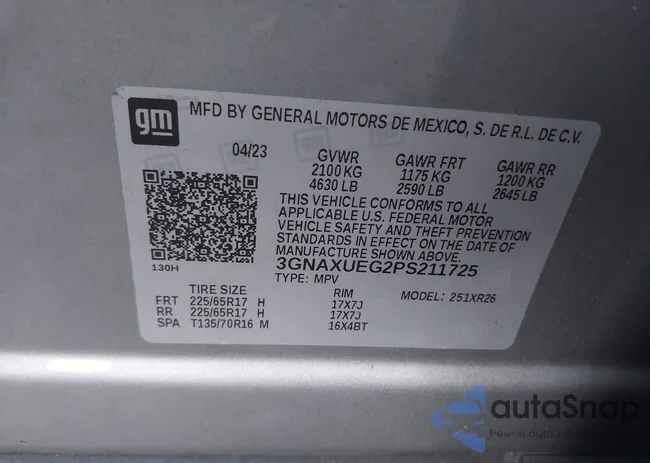 gm
MFD BY GENERAL MOTORS DE MEXICO, S. DE R.L. DE C.V.
04/23 GVWR GAWR FRT GAWR RR
2100 KG 1175 KG 1200 KG
4630 LB 2590 LB 2645 LB
THIS VEHICLE CONFORMS TO ALL
APPLICABLE U.S. FEDERAL MOTOR
VEHICLE SAFETY AND THEFT PREVENTION
STANDARDS IN EFFECT ON THE DATE OF
MANUFACTURE SHOWN ABOVE.
130H 3GNAXUEG2PS211725
TYPE: MPV
TIRE SIZE RIM MODEL: 251XR26
FRT 225/65R17 H 17X7J
RR 225/65R17 H 17X7J
SPA T135/70R16 M 16X4BT
autaSnap
Pewne auta